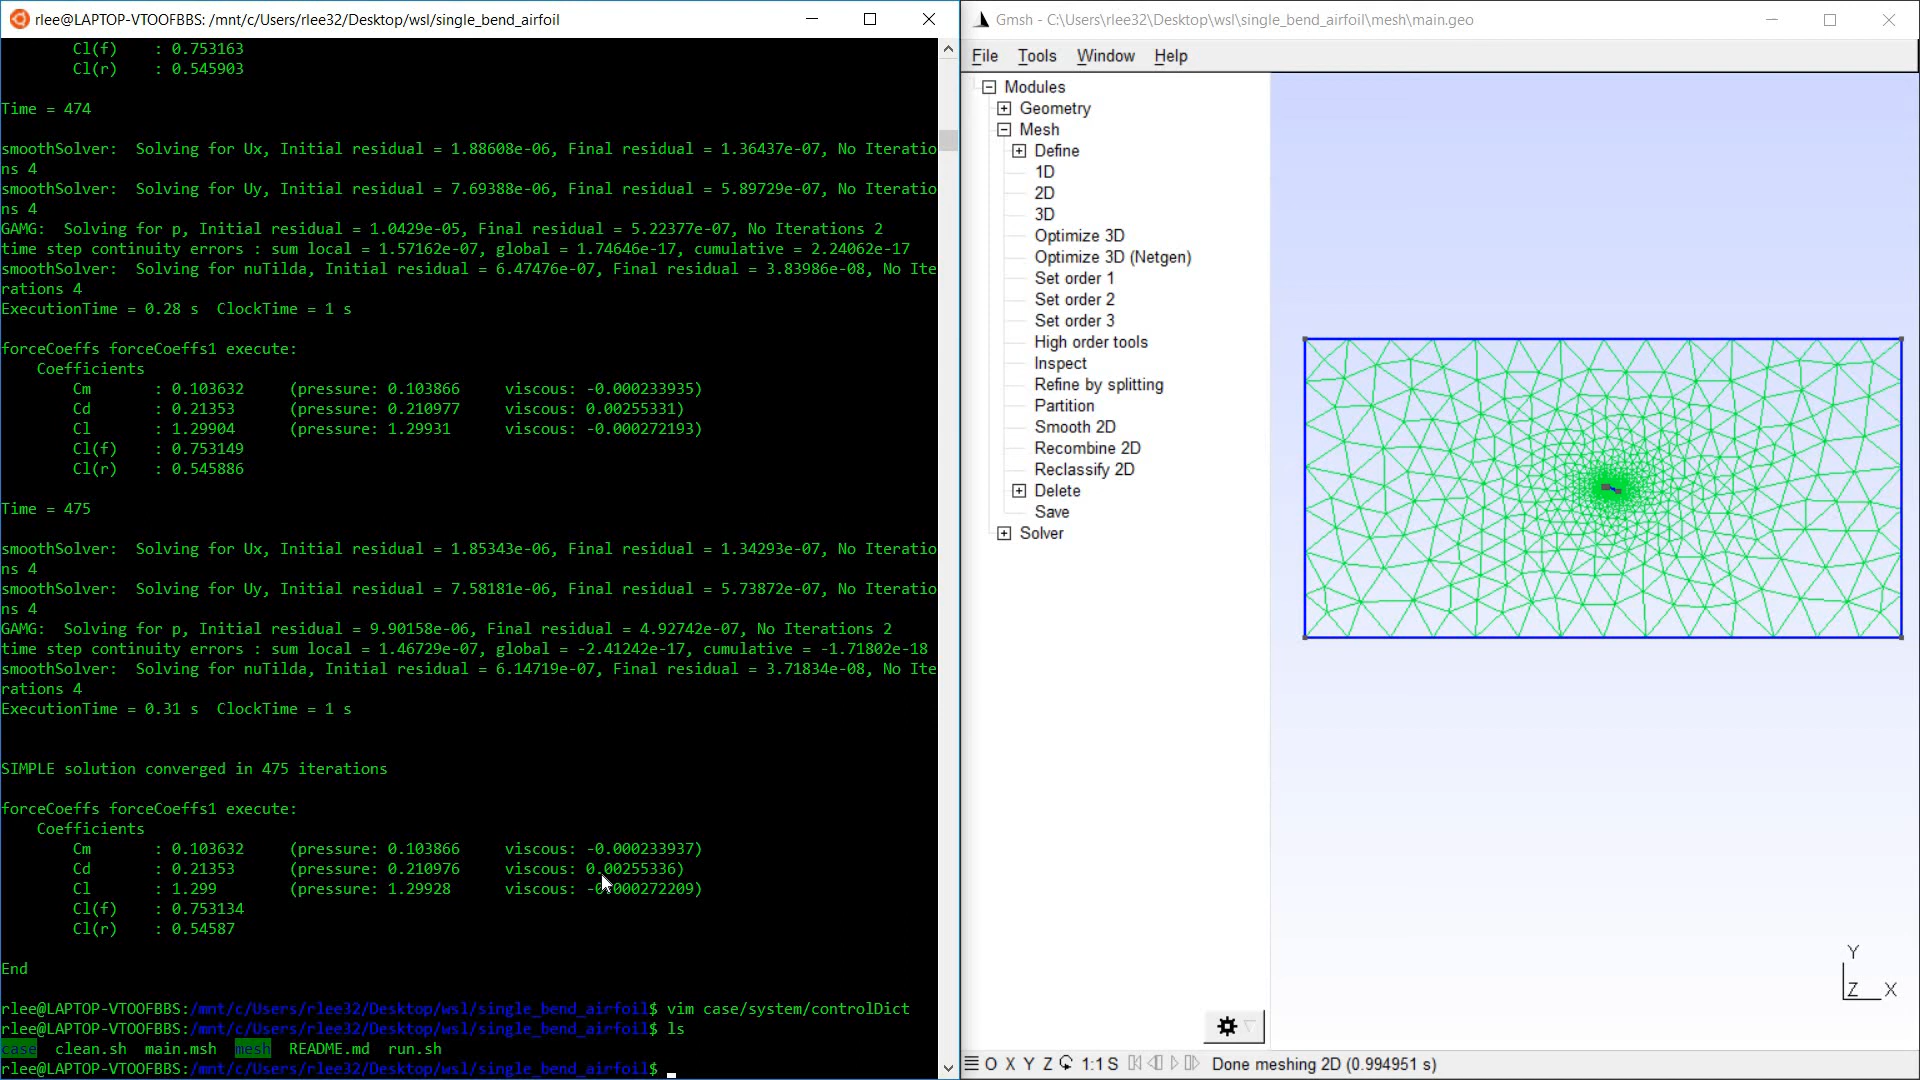 rlee@LAPTOP-VTOOFBBS: /mnt/c/Users/rlee32/Desktop/wsl/single_bend_airfoil
Cl(f) : 0.753163
Cl(r) : 0.545903
Time = 474
smoothSolver: Solving for Ux, Initial residual = 1.88608e-06, Final residual = 1.36437e-07, No Iteratio
ns 4
smoothSolver: Solving for Uy, Initial residual = 7.69388e-06, Final residual = 5.89729e-07, No Iteratio
ns 4
GAMG: Solving for p, Initial residual = 1.0429e-05, Final residual = 5.22377e-07, No Iterations 2
time step continuity errors : sum local = 1.57162e-07, global = 1.74646e-17, cumulative = 2.24062e-17
smoothSolver: Solving for nuTilda, Initial residual = 6.47476e-07, Final residual = 3.83986e-08, No Ite
rations 4
ExecutionTime = 0.28 s ClockTime = 1 s
forceCoeffs forceCoeffs1 execute:
Coefficients
Cm : 0.103632 (pressure: 0.103866 viscous: -0.000233935)
Cd : 0.21353 (pressure: 0.210977 viscous: 0.00255331)
Cl : 1.29904 (pressure: 1.29931 viscous: -0.000272193)
Cl(f) : 0.753149
Cl(r) : 0.545886
Time = 475
smoothSolver: Solving for Ux, Initial residual = 1.85343e-06, Final residual = 1.34293e-07, No Iteratio
ns 4
smoothSolver: Solving for Uy, Initial residual = 7.58181e-06, Final residual = 5.73872e-07, No Iteratio
ns 4
GAMG: Solving for p, Initial residual = 9.90158e-06, Final residual = 4.92742e-07, No Iterations 2
time step continuity errors : sum local = 1.46729e-07, global = -2.41242e-17, cumulative = -1.71802e-18
smoothSolver: Solving for nuTilda, Initial residual = 6.14719e-07, Final residual = 3.71834e-08, No Ite
rations 4
ExecutionTime = 0.31 s ClockTime = 1 s
SIMPLE solution converged in 475 iterations
forceCoeffs forceCoeffs1 execute:
Coefficients
Cm : 0.103632 (pressure: 0.103866 viscous: -0.000233937)
Cd : 0.21353 (pressure: 0.210976 viscous: 0.00255336)
Cl : 1.299 (pressure: 1.29928 viscous: -0.000272209)
Cl(f) : 0.753134
Cl(r) : 0.54587
End
rlee@LAPTOP-VTOOFBBS:/mnt/c/Users/rlee32/Desktop/wsl/single_bend_airfoil$ vim case/system/controlDict
rlee@LAPTOP-VTOOFBBS:/mnt/c/Users/rlee32/Desktop/wsl/single_bend_airfoil$ ls
case clean.sh main.msh mesh README.md run.sh
rlee@LAPTOP-VTOOFBBS:/mnt/c/Users/rlee32/Desktop/wsl/single_bend_airfoil$
Gmsh - C:\Users\rlee32\Desktop\wsl\single_bend_airfoil\mesh\main.geo
File Tools Window Help
Modules
Geometry
Mesh
Define
1D
2D
3D
Optimize 3D
Optimize 3D (Netgen)
Set order 1
Set order 2
Set order 3
High order tools
Inspect
Refine by splitting
Partition
Smooth 2D
Recombine 2D
Reclassify 2D
Delete
Save
Solver
Y
Z X
O X Y Z 1:1 S Done meshing 2D (0.994951 s)